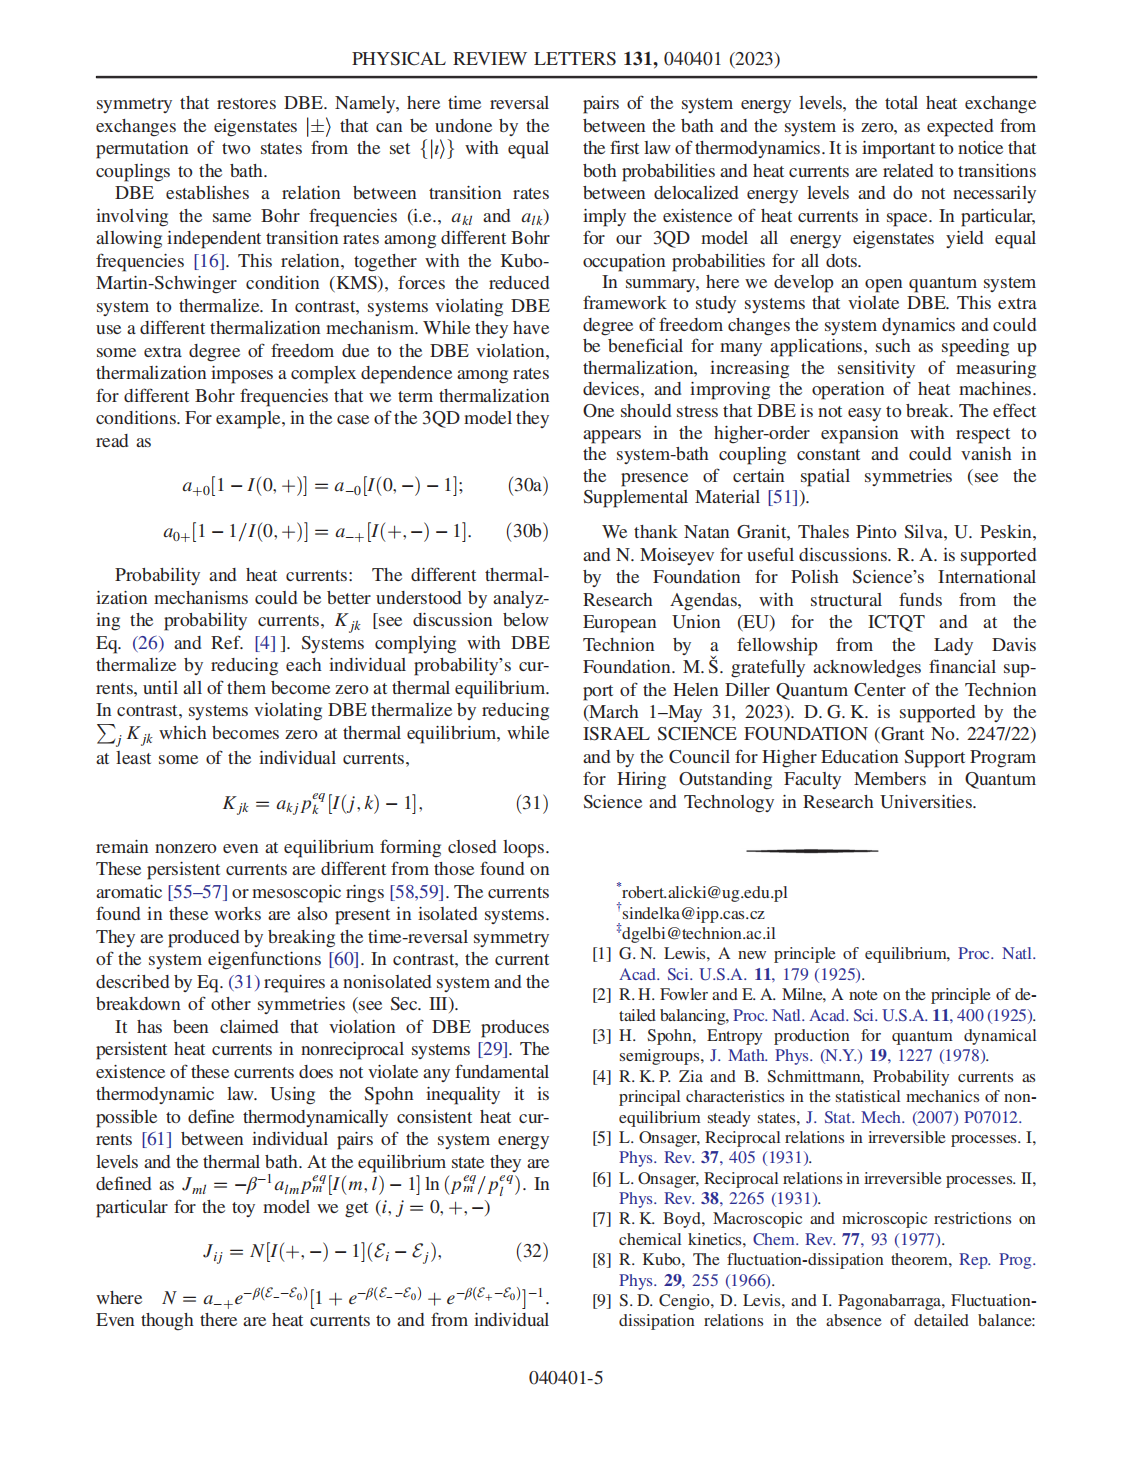 PHYSICAL REVIEW LETTERS 131, 040401 (2023)
symmetry that restores DBE. Namely, here time reversal
exchanges the eigenstates |±⟩ that can be undone by the
permutation of two states from the set {|ι⟩} with equal
couplings to the bath.
DBE establishes a relation between transition rates
involving the same Bohr frequencies (i.e., a_{kl} and a_{lk})
allowing independent transition rates among different Bohr
frequencies [16]. This relation, together with the Kubo-
Martin-Schwinger condition (KMS), forces the reduced
system to thermalize. In contrast, systems violating DBE
use a different thermalization mechanism. While they have
some extra degree of freedom due to the DBE violation,
thermalization imposes a complex dependence among rates
for different Bohr frequencies that we term thermalization
conditions. For example, in the case of the 3QD model they
read as
a_{+0}[1 − I(0, +)] = a_{−0}[I(0, −) − 1]; (30a)
a_{0+}[1 − 1/I(0, +)] = a_{−+}[I(+, −) − 1]. (30b)
Probability and heat currents: The different thermal-
ization mechanisms could be better understood by analyz-
ing the probability currents, K_{jk} [see discussion below
Eq. (26) and Ref. [4] ]. Systems complying with DBE
thermalize by reducing each individual probability's cur-
rents, until all of them become zero at thermal equilibrium.
In contrast, systems violating DBE thermalize by reducing
∑_j K_{jk} which becomes zero at thermal equilibrium, while
at least some of the individual currents,
K_{jk} = a_{kj} p_k^{eq}[I(j, k) − 1], (31)
remain nonzero even at equilibrium forming closed loops.
These persistent currents are different from those found on
aromatic [55–57] or mesoscopic rings [58,59]. The currents
found in these works are also present in isolated systems.
They are produced by breaking the time-reversal symmetry
of the system eigenfunctions [60]. In contrast, the current
described by Eq. (31) requires a nonisolated system and the
breakdown of other symmetries (see Sec. III).
It has been claimed that violation of DBE produces
persistent heat currents in nonreciprocal systems [29]. The
existence of these currents does not violate any fundamental
thermodynamic law. Using the Spohn inequality it is
possible to define thermodynamically consistent heat cur-
rents [61] between individual pairs of the system energy
levels and the thermal bath. At the equilibrium state they are
defined as J_{ml} = −β^{−1}a_{lm}p_m^{eq}[I(m, l) − 1] ln (p_m^{eq}/p_l^{eq}). In
particular for the toy model we get (i, j = 0, +, −)
J_{ij} = N[I(+, −) − 1](ℰ_i − ℰ_j), (32)
where N = a_{−+}e^{−β(ℰ_−−ℰ_0)}[1 + e^{−β(ℰ_−−ℰ_0)} + e^{−β(ℰ_+−ℰ_0)}]^{−1}.
Even though there are heat currents to and from individual
pairs of the system energy levels, the total heat exchange
between the bath and the system is zero, as expected from
the first law of thermodynamics. It is important to notice that
both probabilities and heat currents are related to transitions
between delocalized energy levels and do not necessarily
imply the existence of heat currents in space. In particular,
for our 3QD model all energy eigenstates yield equal
occupation probabilities for all dots.
In summary, here we develop an open quantum system
framework to study systems that violate DBE. This extra
degree of freedom changes the system dynamics and could
be beneficial for many applications, such as speeding up
thermalization, increasing the sensitivity of measuring
devices, and improving the operation of heat machines.
One should stress that DBE is not easy to break. The effect
appears in the higher-order expansion with respect to
the system-bath coupling constant and could vanish in
the presence of certain spatial symmetries (see the
Supplemental Material [51]).
We thank Natan Granit, Thales Pinto Silva, U. Peskin,
and N. Moiseyev for useful discussions. R. A. is supported
by the Foundation for Polish Science's International
Research Agendas, with structural funds from the
European Union (EU) for the ICTQT and at the
Technion by a fellowship from the Lady Davis
Foundation. M. Š. gratefully acknowledges financial sup-
port of the Helen Diller Quantum Center of the Technion
(March 1–May 31, 2023). D. G. K. is supported by the
ISRAEL SCIENCE FOUNDATION (Grant No. 2247/22)
and by the Council for Higher Education Support Program
for Hiring Outstanding Faculty Members in Quantum
Science and Technology in Research Universities.
*robert.alicki@ug.edu.pl
†sindelka@ipp.cas.cz
‡dgelbi@technion.ac.il
[1] G. N. Lewis, A new principle of equilibrium, Proc. Natl.
Acad. Sci. U.S.A. 11, 179 (1925).
[2] R. H. Fowler and E. A. Milne, A note on the principle of de-
tailed balancing, Proc. Natl. Acad. Sci. U.S.A. 11, 400 (1925).
[3] H. Spohn, Entropy production for quantum dynamical
semigroups, J. Math. Phys. (N.Y.) 19, 1227 (1978).
[4] R. K. P. Zia and B. Schmittmann, Probability currents as
principal characteristics in the statistical mechanics of non-
equilibrium steady states, J. Stat. Mech. (2007) P07012.
[5] L. Onsager, Reciprocal relations in irreversible processes. I,
Phys. Rev. 37, 405 (1931).
[6] L. Onsager, Reciprocal relations in irreversible processes. II,
Phys. Rev. 38, 2265 (1931).
[7] R. K. Boyd, Macroscopic and microscopic restrictions on
chemical kinetics, Chem. Rev. 77, 93 (1977).
[8] R. Kubo, The fluctuation-dissipation theorem, Rep. Prog.
Phys. 29, 255 (1966).
[9] S. D. Cengio, D. Levis, and I. Pagonabarraga, Fluctuation-
dissipation relations in the absence of detailed balance:
040401-5